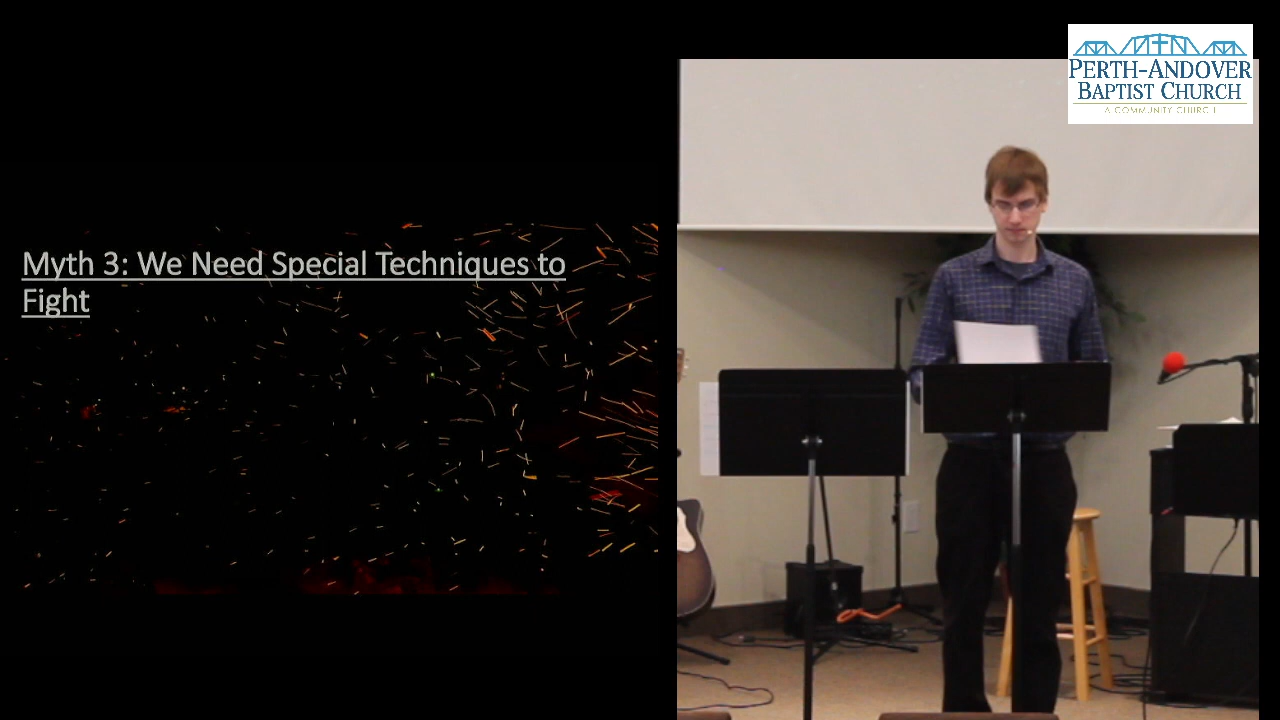 PERTH-ANDOVER
BAPTIST CHURCH
A COMMUNITY CHURCH
Myth 3: We Need Special Techniques to
Fight